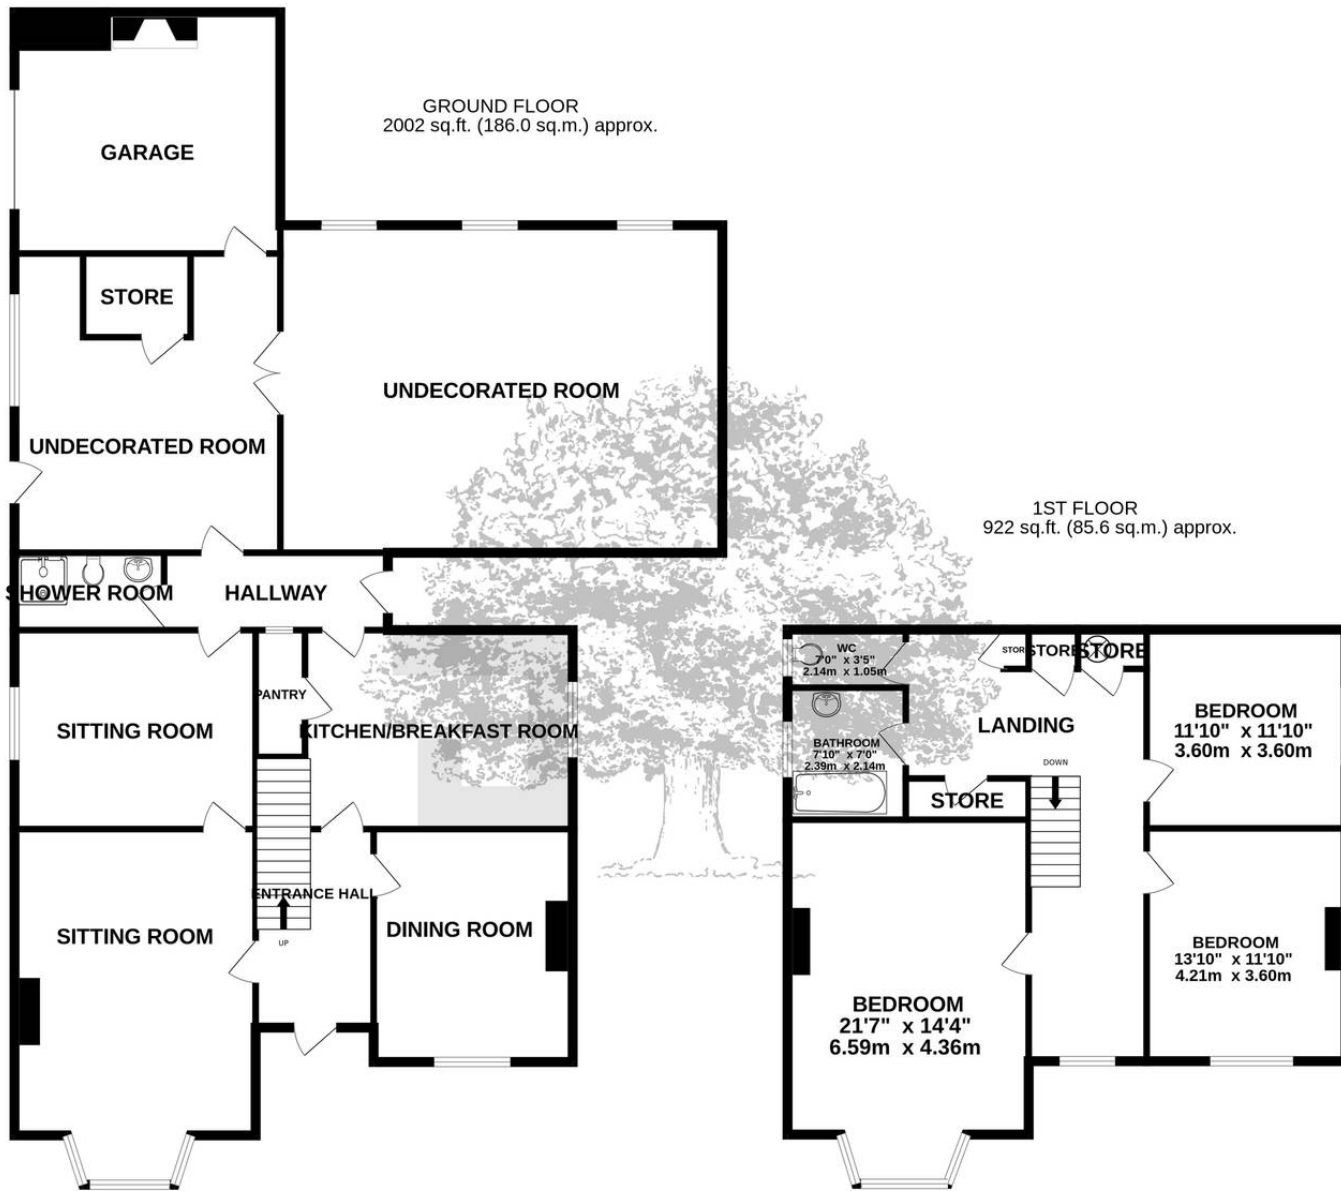 GROUND FLOOR
2002 sq.ft. (186.0 sq.m.) approx.
GARAGE
STORE
UNDECORATED ROOM
UNDECORATED ROOM
SHOWER ROOM
HALLWAY
SITTING ROOM
PANTRY
KITCHEN/BREAKFAST ROOM
ENTRANCE HALL
SITTING ROOM
DINING ROOM
UP
1ST FLOOR
922 sq.ft. (85.6 sq.m.) approx.
WC
7'0" x 3'5"
2.14m x 1.05m
STORE
STORE
STORE
BEDROOM
11'10" x 11'10"
3.60m x 3.60m
LANDING
BATHROOM
7'10" x 7'0"
2.39m x 2.14m
DOWN
STORE
BEDROOM
13'10" x 11'10"
4.21m x 3.60m
BEDROOM
21'7" x 14'4"
6.59m x 4.36m